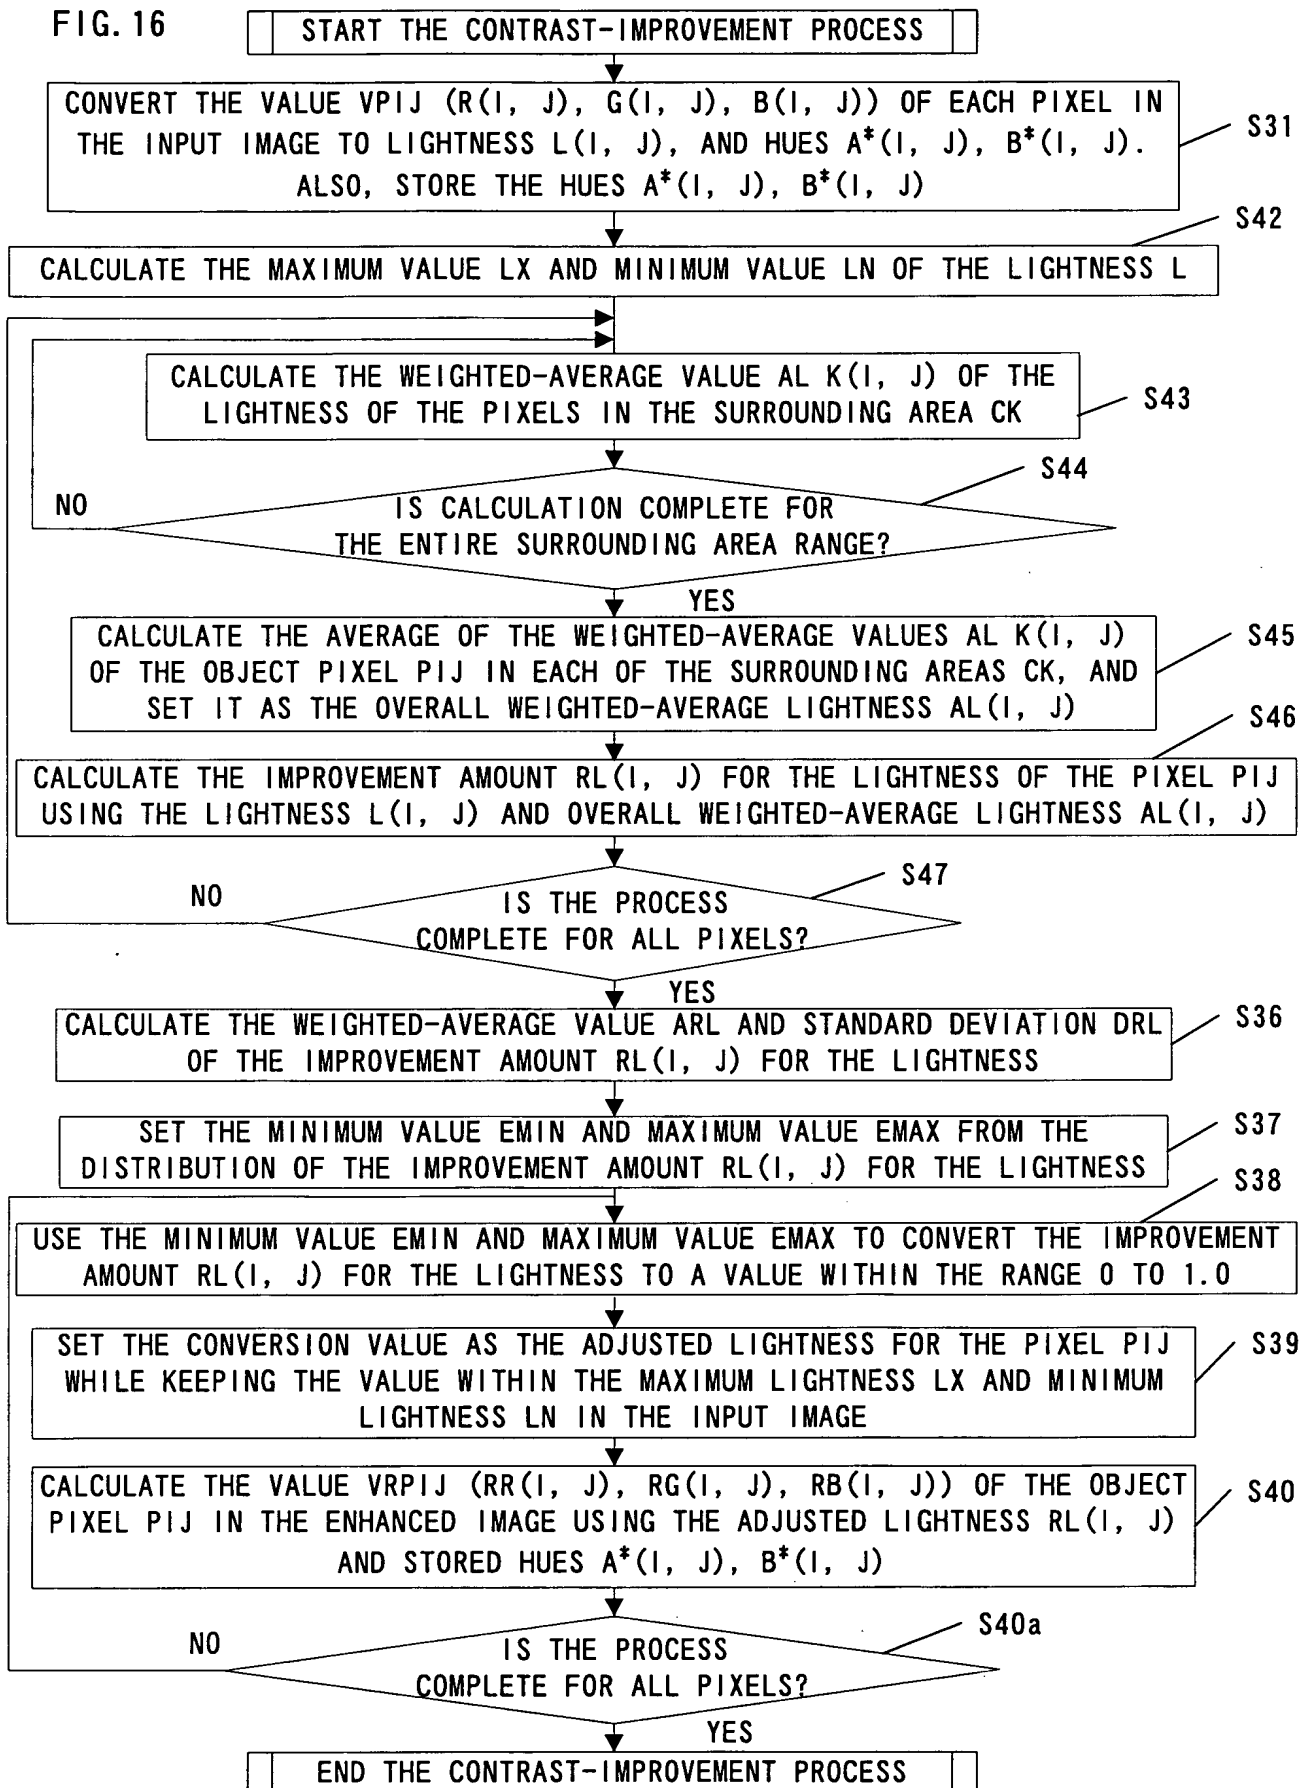 FIG. 16
START THE CONTRAST-IMPROVEMENT PROCESS
CONVERT THE VALUE VPIJ (R(I, J), G(I, J), B(I, J)) OF EACH PIXEL IN
THE INPUT IMAGE TO LIGHTNESS L(I, J), AND HUES A*(I, J), B*(I, J).
ALSO, STORE THE HUES A*(I, J), B*(I, J)
S31
S42
CALCULATE THE MAXIMUM VALUE LX AND MINIMUM VALUE LN OF THE LIGHTNESS L
CALCULATE THE WEIGHTED-AVERAGE VALUE AL K(I, J) OF THE
LIGHTNESS OF THE PIXELS IN THE SURROUNDING AREA CK
S43
S44
NO
IS CALCULATION COMPLETE FOR
THE ENTIRE SURROUNDING AREA RANGE?
YES
CALCULATE THE AVERAGE OF THE WEIGHTED-AVERAGE VALUES AL K(I, J)
OF THE OBJECT PIXEL PIJ IN EACH OF THE SURROUNDING AREAS CK, AND
SET IT AS THE OVERALL WEIGHTED-AVERAGE LIGHTNESS AL(I, J)
S45
S46
CALCULATE THE IMPROVEMENT AMOUNT RL(I, J) FOR THE LIGHTNESS OF THE PIXEL PIJ
USING THE LIGHTNESS L(I, J) AND OVERALL WEIGHTED-AVERAGE LIGHTNESS AL(I, J)
S47
NO
IS THE PROCESS
COMPLETE FOR ALL PIXELS?
YES
CALCULATE THE WEIGHTED-AVERAGE VALUE ARL AND STANDARD DEVIATION DRL
OF THE IMPROVEMENT AMOUNT RL(I, J) FOR THE LIGHTNESS
S36
SET THE MINIMUM VALUE EMIN AND MAXIMUM VALUE EMAX FROM THE
DISTRIBUTION OF THE IMPROVEMENT AMOUNT RL(I, J) FOR THE LIGHTNESS
S37
S38
USE THE MINIMUM VALUE EMIN AND MAXIMUM VALUE EMAX TO CONVERT THE IMPROVEMENT
AMOUNT RL(I, J) FOR THE LIGHTNESS TO A VALUE WITHIN THE RANGE 0 TO 1.0
SET THE CONVERSION VALUE AS THE ADJUSTED LIGHTNESS FOR THE PIXEL PIJ
WHILE KEEPING THE VALUE WITHIN THE MAXIMUM LIGHTNESS LX AND MINIMUM
LIGHTNESS LN IN THE INPUT IMAGE
S39
CALCULATE THE VALUE VRPIJ (RR(I, J), RG(I, J), RB(I, J)) OF THE OBJECT
PIXEL PIJ IN THE ENHANCED IMAGE USING THE ADJUSTED LIGHTNESS RL(I, J)
AND STORED HUES A*(I, J), B*(I, J)
S40
S40a
NO
IS THE PROCESS
COMPLETE FOR ALL PIXELS?
YES
END THE CONTRAST-IMPROVEMENT PROCESS